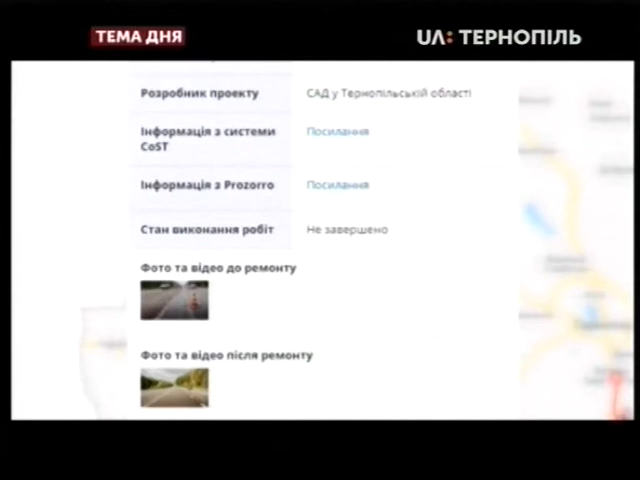 ТЕМА ДНЯ
UA: ТЕРНОПІЛЬ
Розробник проекту
САД у Тернопільській області
Інформація з системи
CoST
Посилання
Інформація з Prozorro
Посилання
Стан виконання робіт
Не завершено
Фото та відео до ремонту
Фото та відео після ремонту